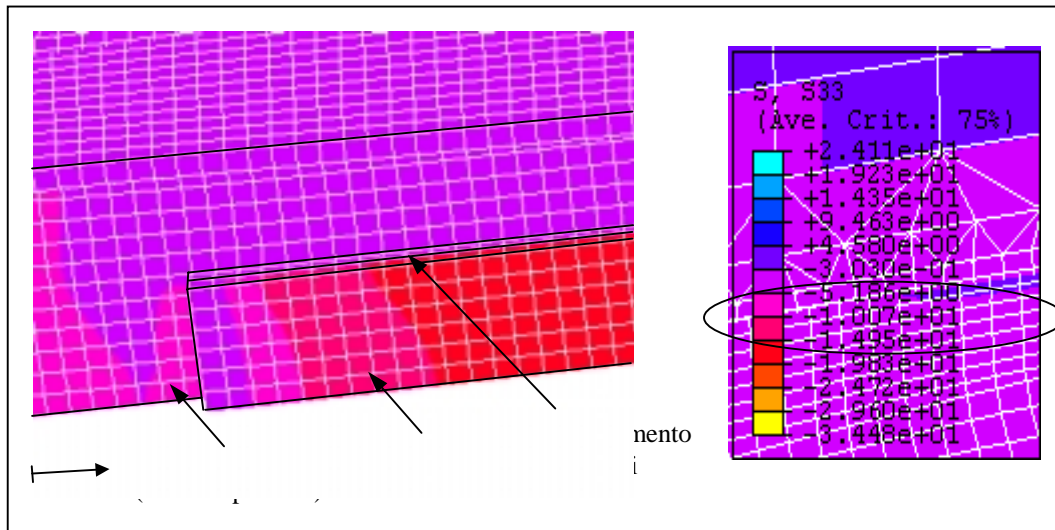 S, S33
(Ave. Crit.: 75%)
+2.411e+01
+1.923e+01
+1.435e+01
+9.463e+00
+4.580e+00
-3.030e-01
-5.186e+00
-1.007e+01
-1.495e+01
-1.983e+01
-2.472e+01
-2.960e+01
-3.448e+01
mento
i